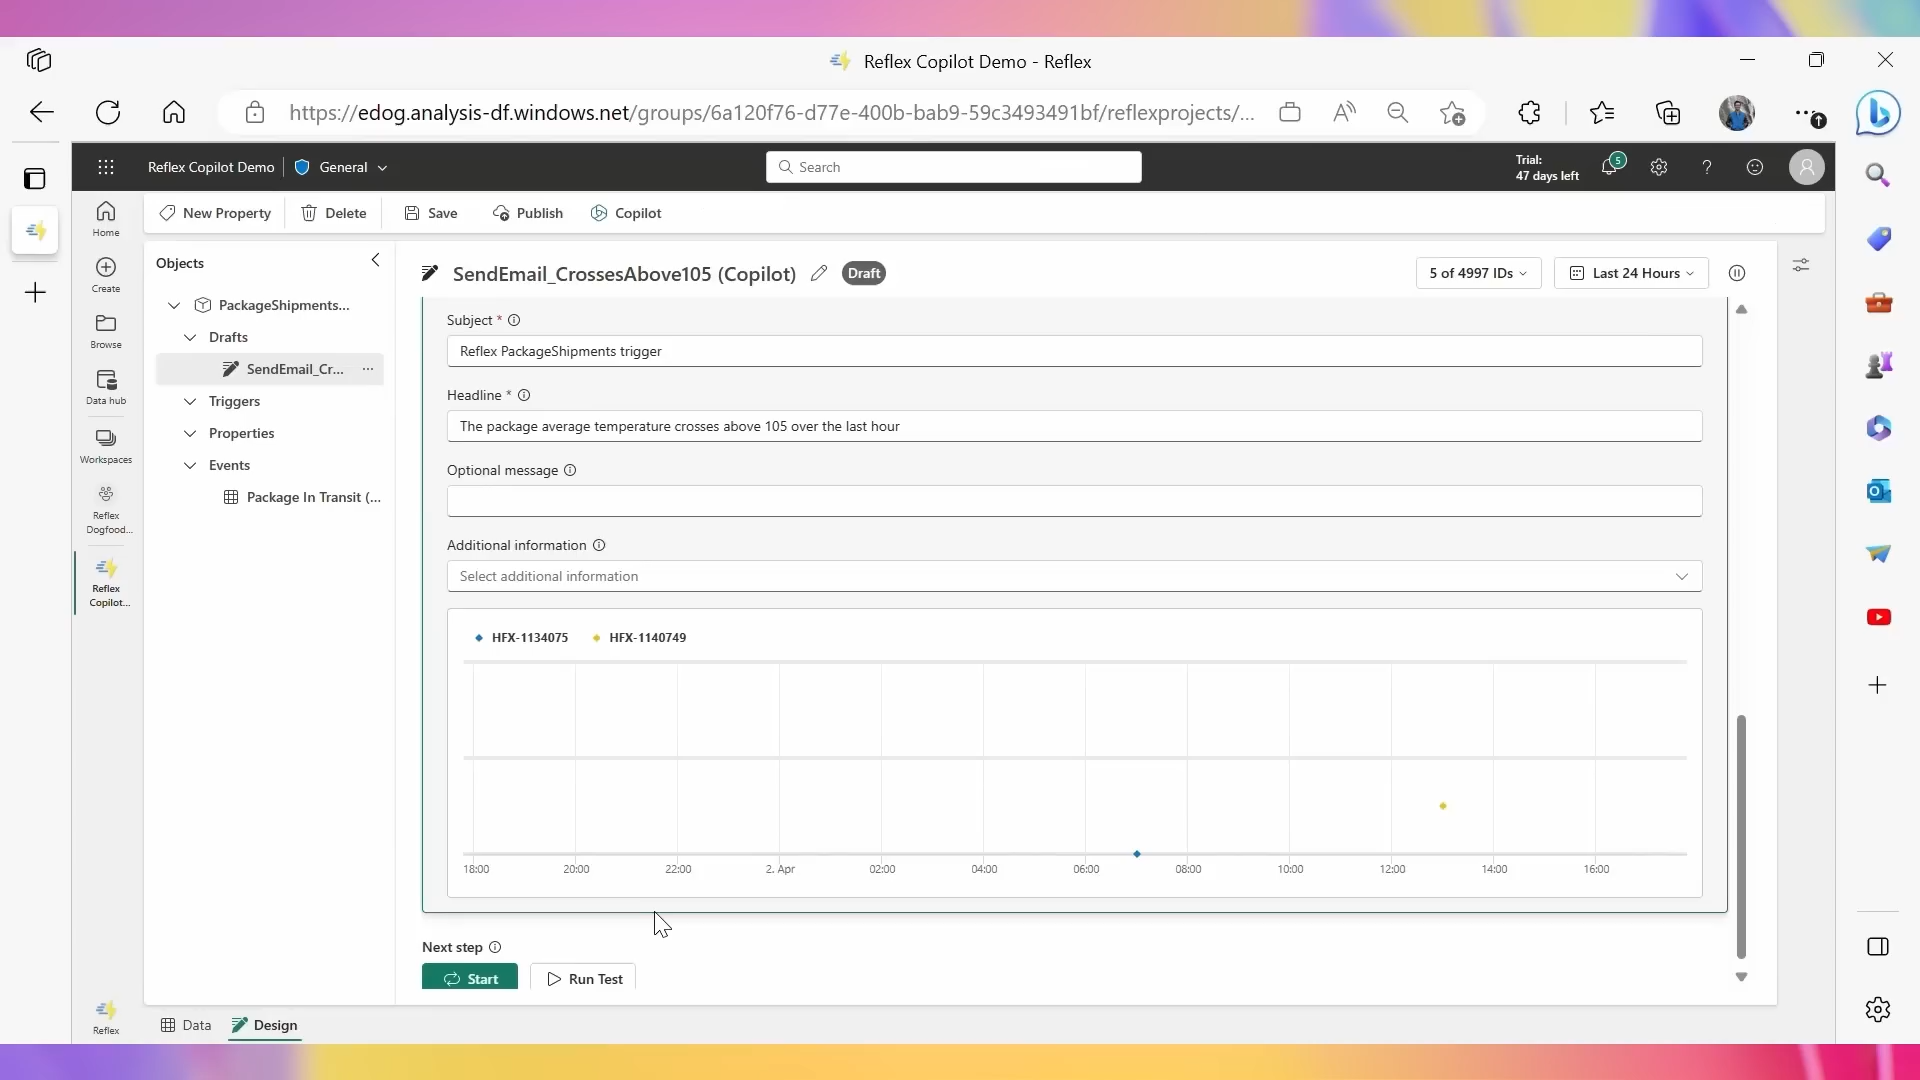 Reflex Copilot Demo - Reflex
https://edog.analysis-df.windows.net/groups/6a120f76-d77e-400b-bab9-59c3493491bf/reflexprojects/...
Reflex Copilot Demo
General
Search
Trial:
47 days left
5
Home
Create
Browse
Data hub
Workspaces
Reflex
Dogfood...
Reflex
Copilot...
Reflex
New Property
Delete
Save
Publish
Copilot
Objects
PackageShipments...
Drafts
SendEmail_Cr...
Triggers
Properties
Events
Package In Transit (...
SendEmail_CrossesAbove105 (Copilot)
Draft
5 of 4997 IDs
Last 24 Hours
Subject *
Reflex PackageShipments trigger
Headline *
The package average temperature crosses above 105 over the last hour
Optional message
Additional information
Select additional information
HFX-1134075
HFX-1140749
18:00
20:00
22:00
2. Apr
02:00
04:00
06:00
08:00
10:00
12:00
14:00
16:00
Next step
Start
Run Test
Data
Design